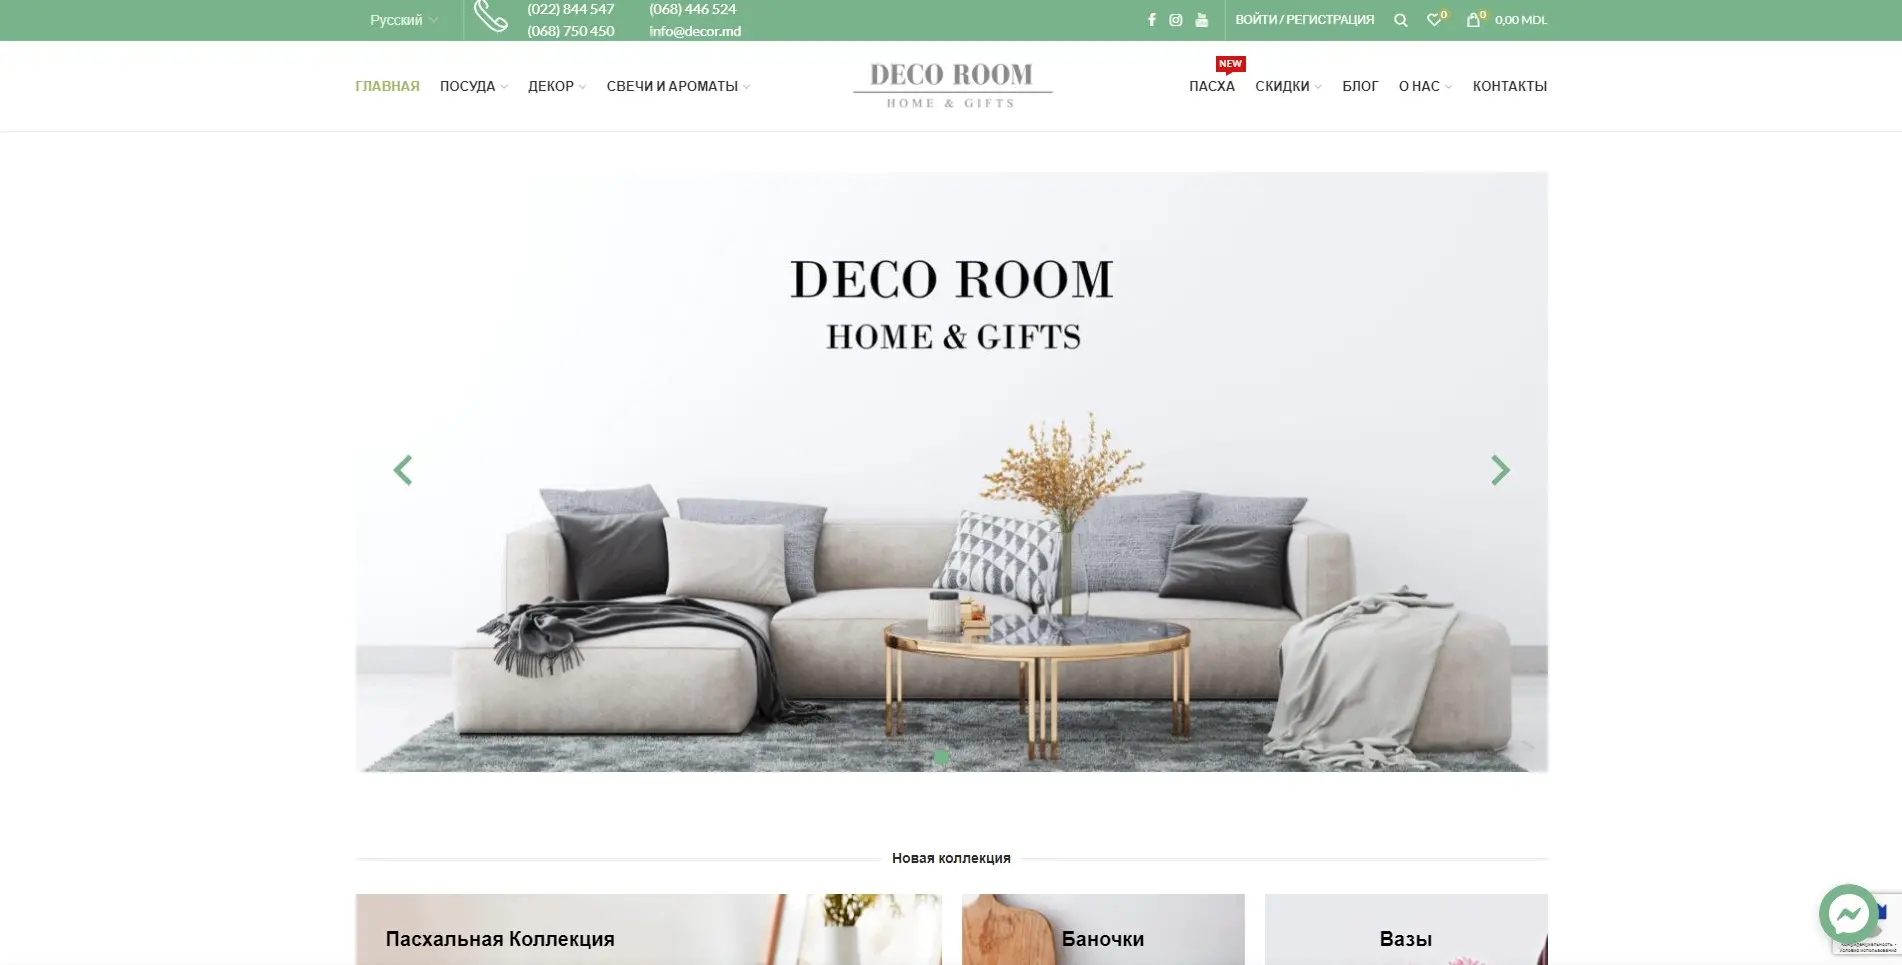 Русский
(022) 844 547
(068) 446 524
(068) 750 450
info@decor.md
ВОЙТИ / РЕГИСТРАЦИЯ
0
0
0,00 MDL
NEW
ГЛАВНАЯ
ПОСУДА
ДЕКОР
СВЕЧИ И АРОМАТЫ
DECO ROOM
HOME & GIFTS
ПАСХА
СКИДКИ
БЛОГ
О НАС
КОНТАКТЫ
DECO ROOM
HOME & GIFTS
Новая коллекция
Пасхальная Коллекция
Баночки
Вазы